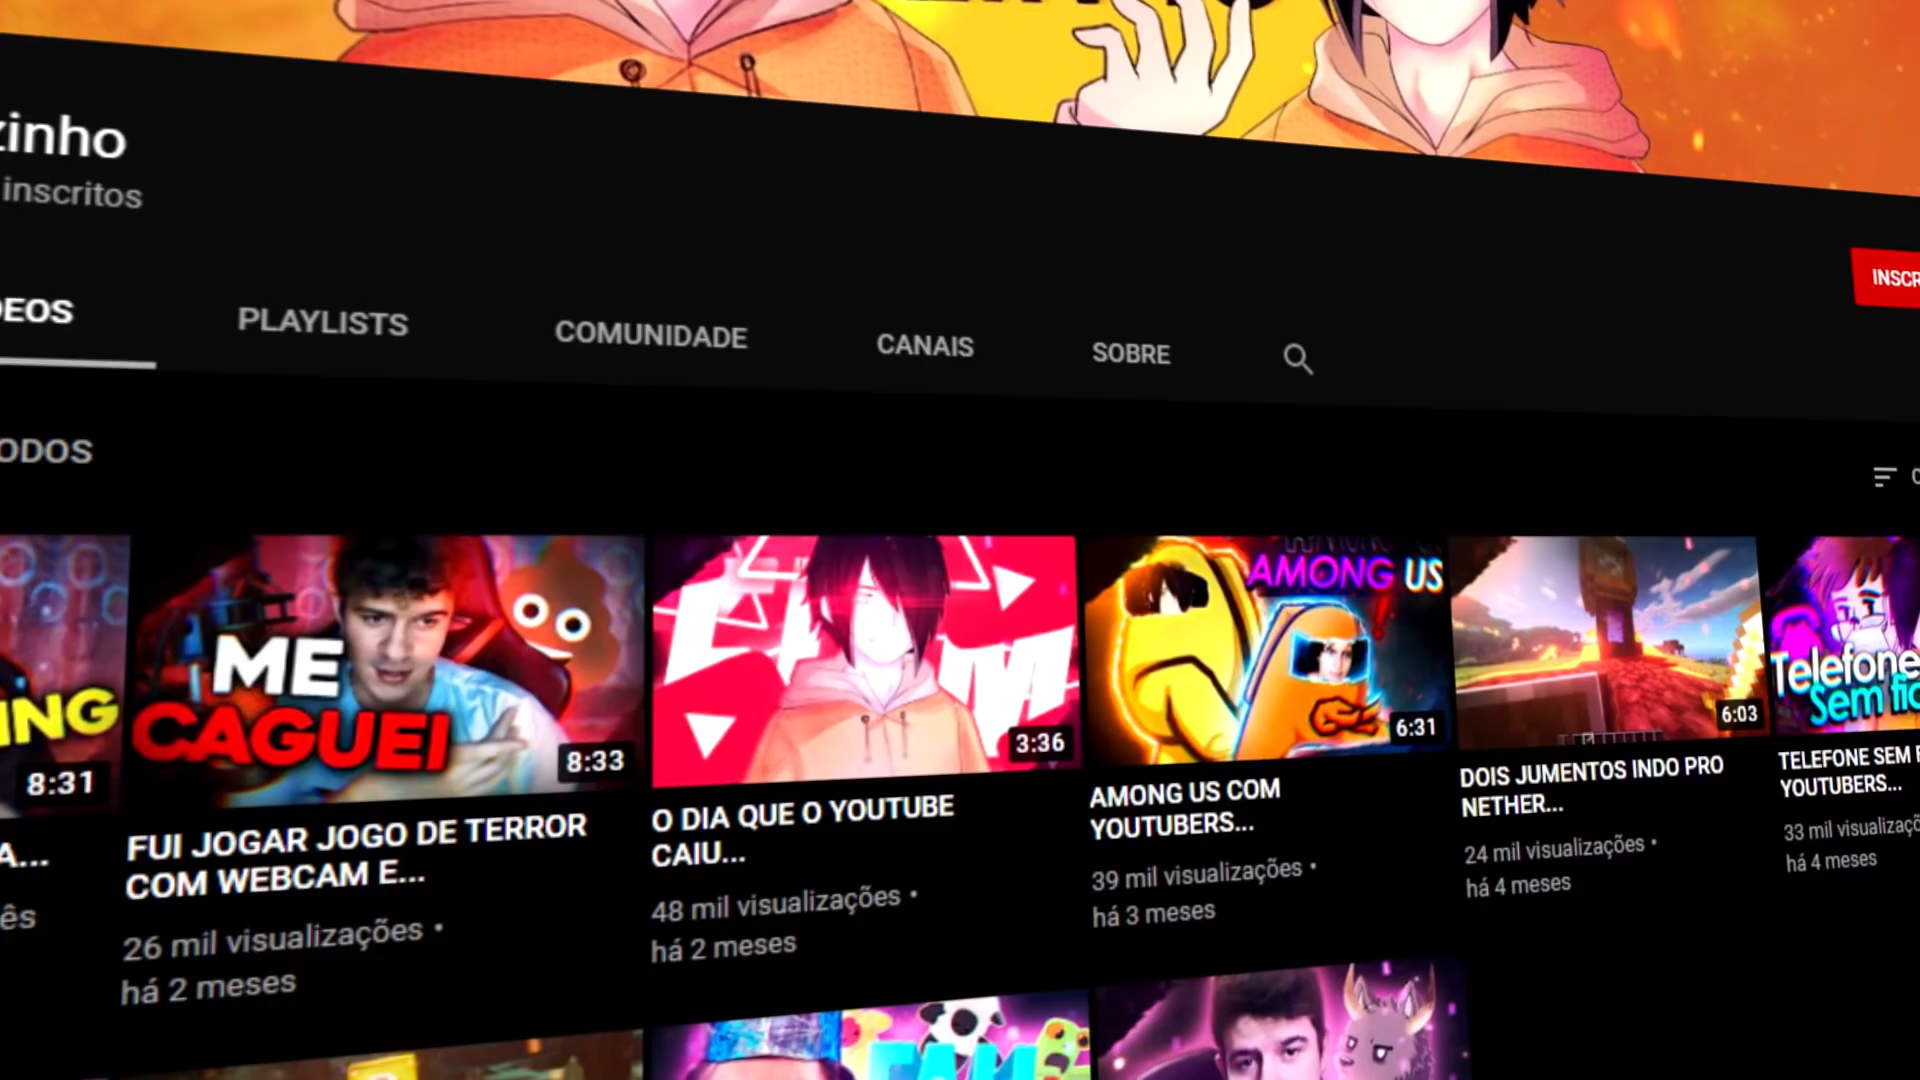 zinho
inscritos
INSCR
DEOS
PLAYLISTS
COMUNIDADE
CANAIS
SOBRE
ODOS
ING
8:31
ME
CAGUEI
8:33
3:36
AMONG US
6:31
6:03
Telefone
Sem fio
A...
ês
FUI JOGAR JOGO DE TERROR
COM WEBCAM E...
26 mil visualizações •
há 2 meses
O DIA QUE O YOUTUBE
CAIU...
48 mil visualizações •
há 2 meses
AMONG US COM
YOUTUBERS...
39 mil visualizações •
há 3 meses
DOIS JUMENTOS INDO PRO
NETHER...
24 mil visualizações •
há 4 meses
TELEFONE SEM F
YOUTUBERS...
33 mil visualizaçõ
há 4 meses